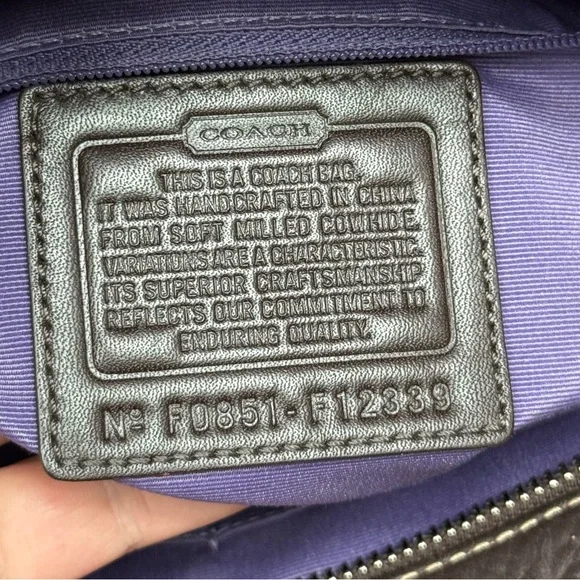 COACH
THIS IS A COACH BAG.
IT WAS HANDCRAFTED IN CHINA
FROM SOFT MILLED COWHIDE.
VARIATIONS ARE A CHARACTERISTIC.
ITS SUPERIOR CRAFTSMANSHIP
REFLECTS OUR COMMITMENT TO
ENDURING QUALITY.
Nº F0851-F12339